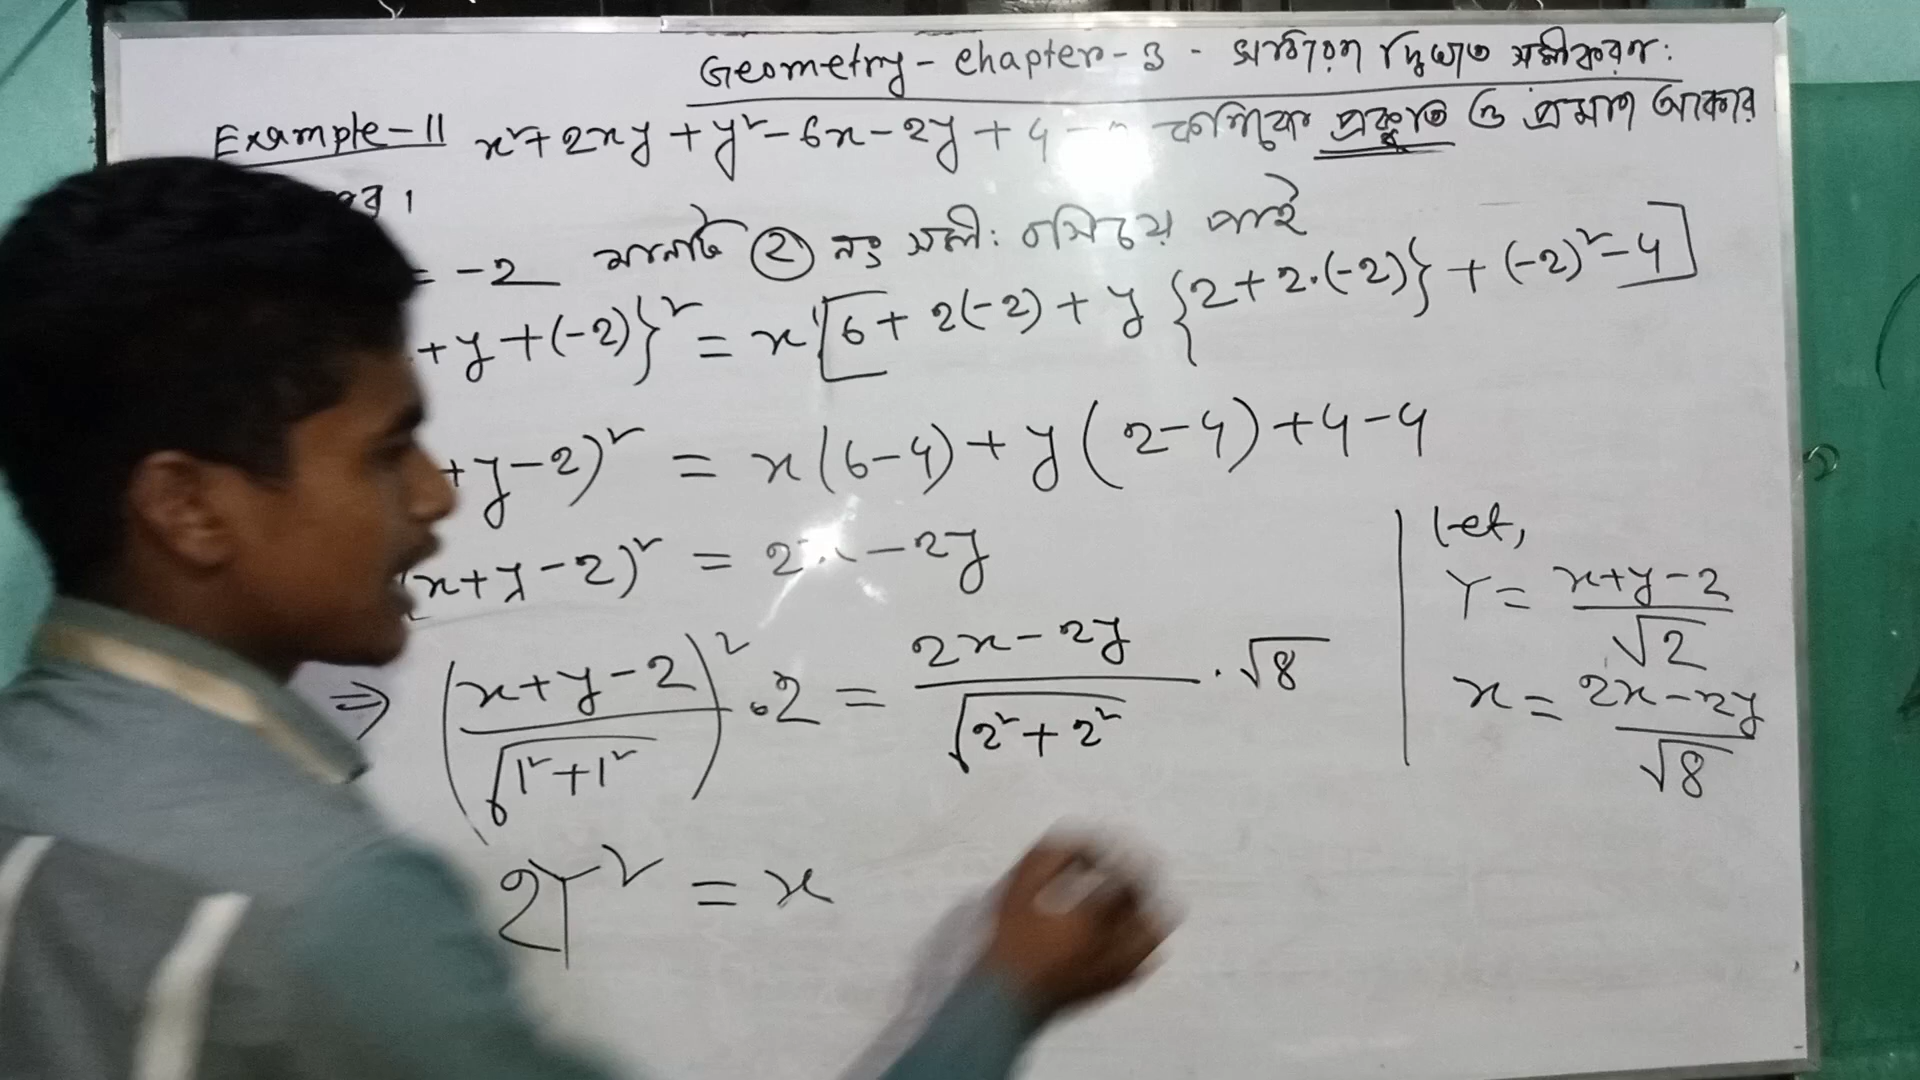 Geometry - Chapter - 3 - সাধারণ দ্বিঘাত সমীকরণ:
Example-11 x²+2xy+y²-6x-2y+4 কণিকের প্রকৃতি ও প্রমাণ আকার
র।
= -2 মানটি ② নং সমী: বসিয়ে পাই
+y+(-2)}² = x[6+2(-2)+y{2+2.(-2)}+(-2)²-4]
+y-2)² = x(6-4)+y(2-4)+4-4
(x+y-2)² = 2x-2y
⇒ ((x+y-2)/√(1²+1²))².2 = (2x-2y)/√(2²+2²) . √8
2Y² = x
Let,
Y = (x+y-2)/√2
x = (2x-2y)/√8